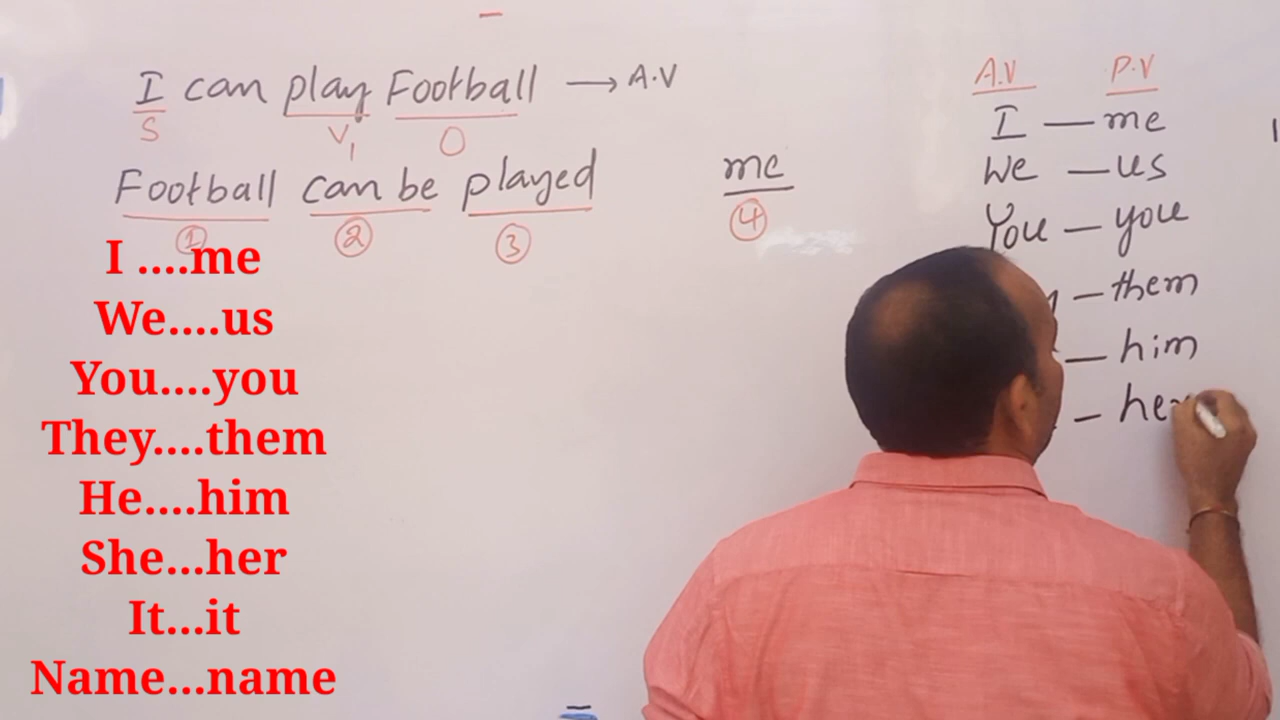 I can play Football → A.V
S V1 O
Football can be played me
① ② ③ ④
A.V P.V
I — me
We — us
You — you
– them
— him
– her
I ....me
We....us
You....you
They....them
He....him
She...her
It...it
Name...name